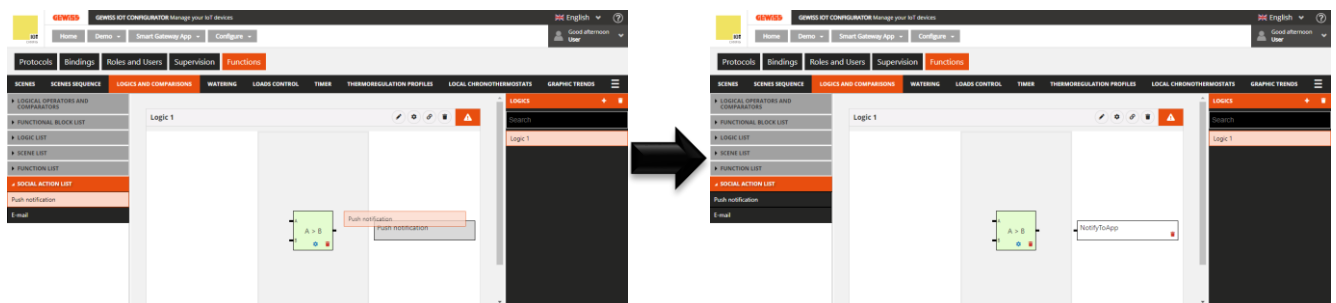 GEWISS GEWISS IOT CONFIGURATOR Manage your IoT devices English
Home Demo Smart Gateway App Configure Good afternoon
User
Protocols Bindings Roles and Users Supervision Functions
SCENES SCENES SEQUENCE LOGICS AND COMPARISONS WATERING LOADS CONTROL TIMER THERMOREGULATION PROFILES LOCAL CHRONOTHERMOSTATS GRAPHIC TRENDS
LOGICAL OPERATORS AND
COMPARATORS
FUNCTIONAL BLOCK LIST
LOGIC LIST
SCENE LIST
FUNCTION LIST
SOCIAL ACTION LIST
Push notification
E-mail
Logic 1
A
B
A > B
Push notification
Push notification
LOGICS +
Search
Logic 1
GEWISS GEWISS IOT CONFIGURATOR Manage your IoT devices English
Home Demo Smart Gateway App Configure Good afternoon
User
Protocols Bindings Roles and Users Supervision Functions
SCENES SCENES SEQUENCE LOGICS AND COMPARISONS WATERING LOADS CONTROL TIMER THERMOREGULATION PROFILES LOCAL CHRONOTHERMOSTATS GRAPHIC TRENDS
LOGICAL OPERATORS AND
COMPARATORS
FUNCTIONAL BLOCK LIST
LOGIC LIST
SCENE LIST
FUNCTION LIST
SOCIAL ACTION LIST
Push notification
E-mail
Logic 1
A
B
A > B
NotifyToApp
LOGICS +
Search
Logic 1